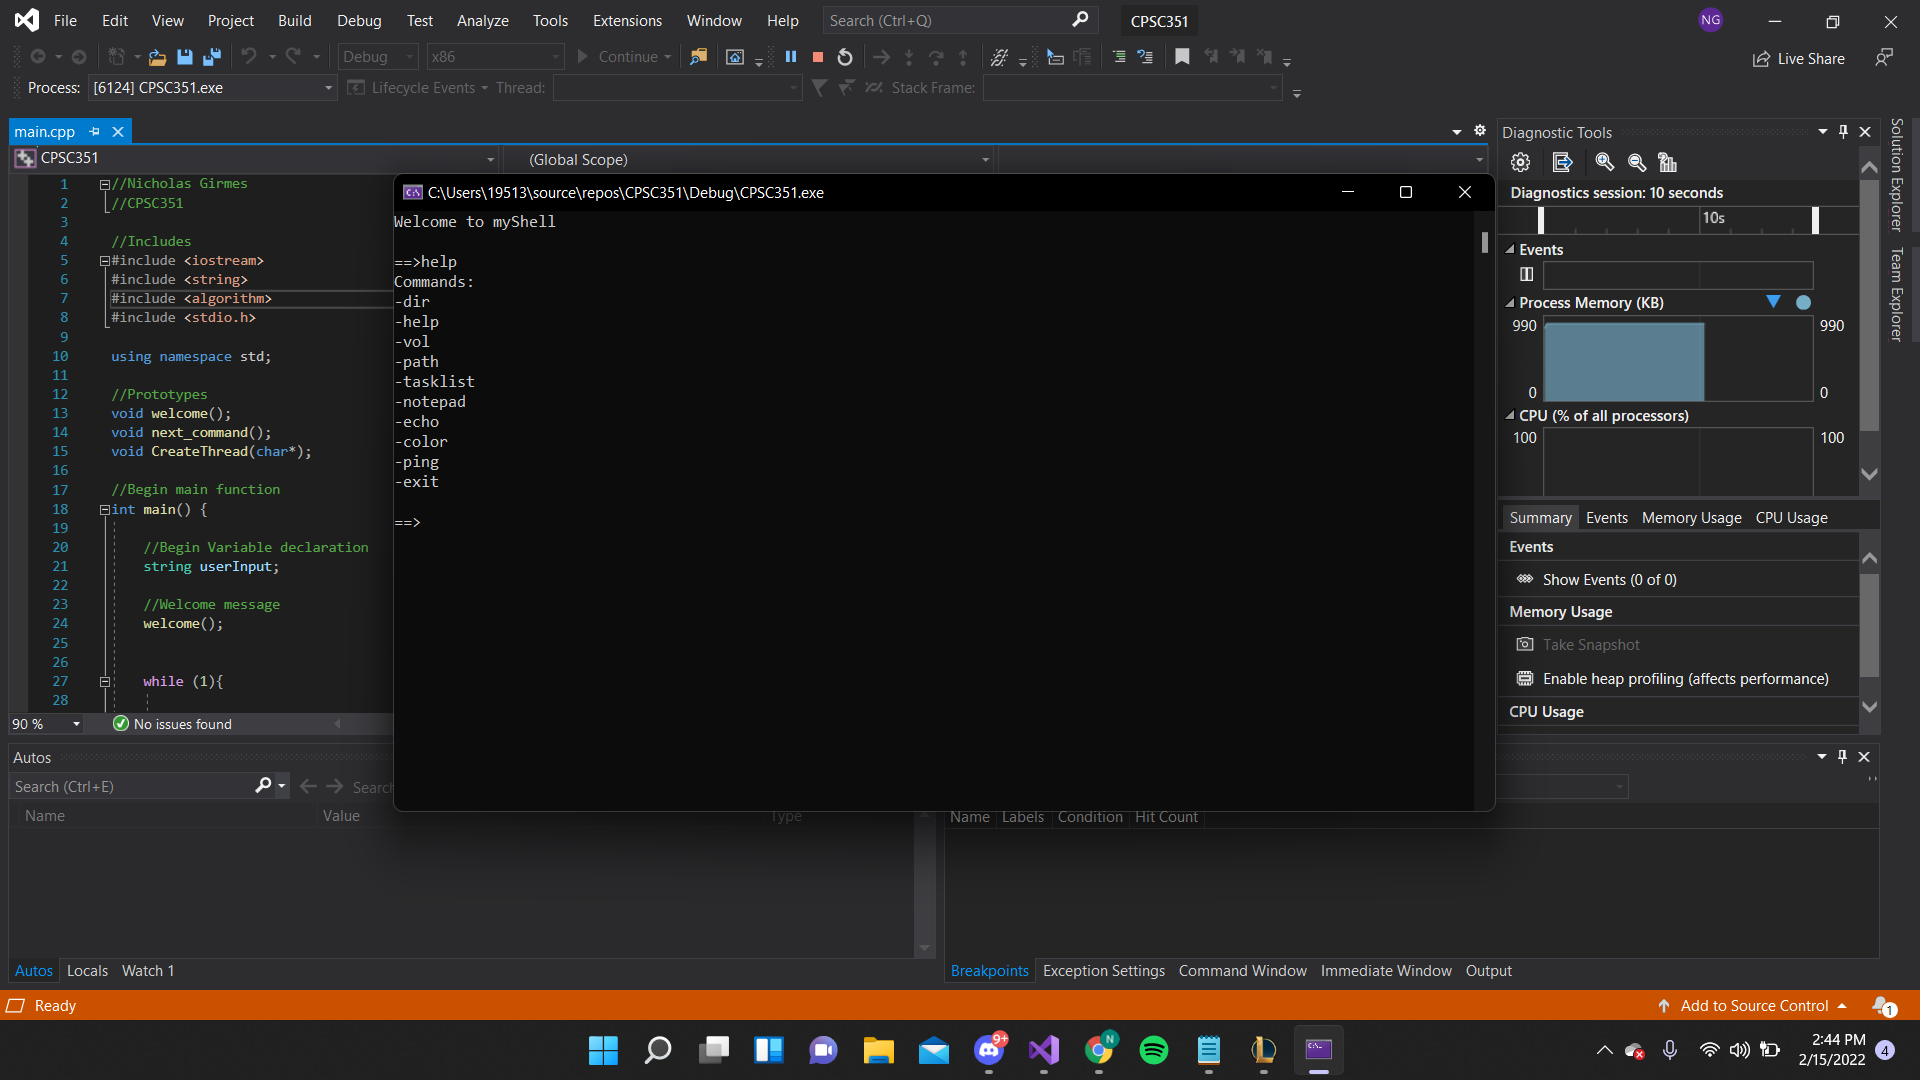 File Edit View Project Build Debug Test Analyze Tools Extensions Window Help Search (Ctrl+Q) CPSC351 NG
Debug x86 Continue Live Share
Process: [6124] CPSC351.exe Lifecycle Events Thread: Stack Frame:
main.cpp
CPSC351 (Global Scope)
1 //Nicholas Girmes
2 //CPSC351
3
4 //Includes
5 #include <iostream>
6 #include <string>
7 #include <algorithm>
8 #include <stdio.h>
9
10 using namespace std;
11
12 //Prototypes
13 void welcome();
14 void next_command();
15 void CreateThread(char*);
16
17 //Begin main function
18 int main() {
19
20 //Begin Variable declaration
21 string userInput;
22
23 //Welcome message
24 welcome();
25
26
27 while (1){
28
90 % No issues found
C:\Users\19513\source\repos\CPSC351\Debug\CPSC351.exe
Welcome to myShell
==>help
Commands:
-dir
-help
-vol
-path
-tasklist
-notepad
-echo
-color
-ping
-exit
==>
Diagnostic Tools
Diagnostics session: 10 seconds
10s
Events
Process Memory (KB)
990 990
0 0
CPU (% of all processors)
100 100
Summary Events Memory Usage CPU Usage
Events
Show Events (0 of 0)
Memory Usage
Take Snapshot
Enable heap profiling (affects performance)
CPU Usage
Solution Explorer
Team Explorer
Autos
Search (Ctrl+E) Search
Name Value Type
Autos Locals Watch 1
Name Labels Condition Hit Count
Breakpoints Exception Settings Command Window Immediate Window Output
Ready Add to Source Control 1
9+ N
2:44 PM
2/15/2022 4